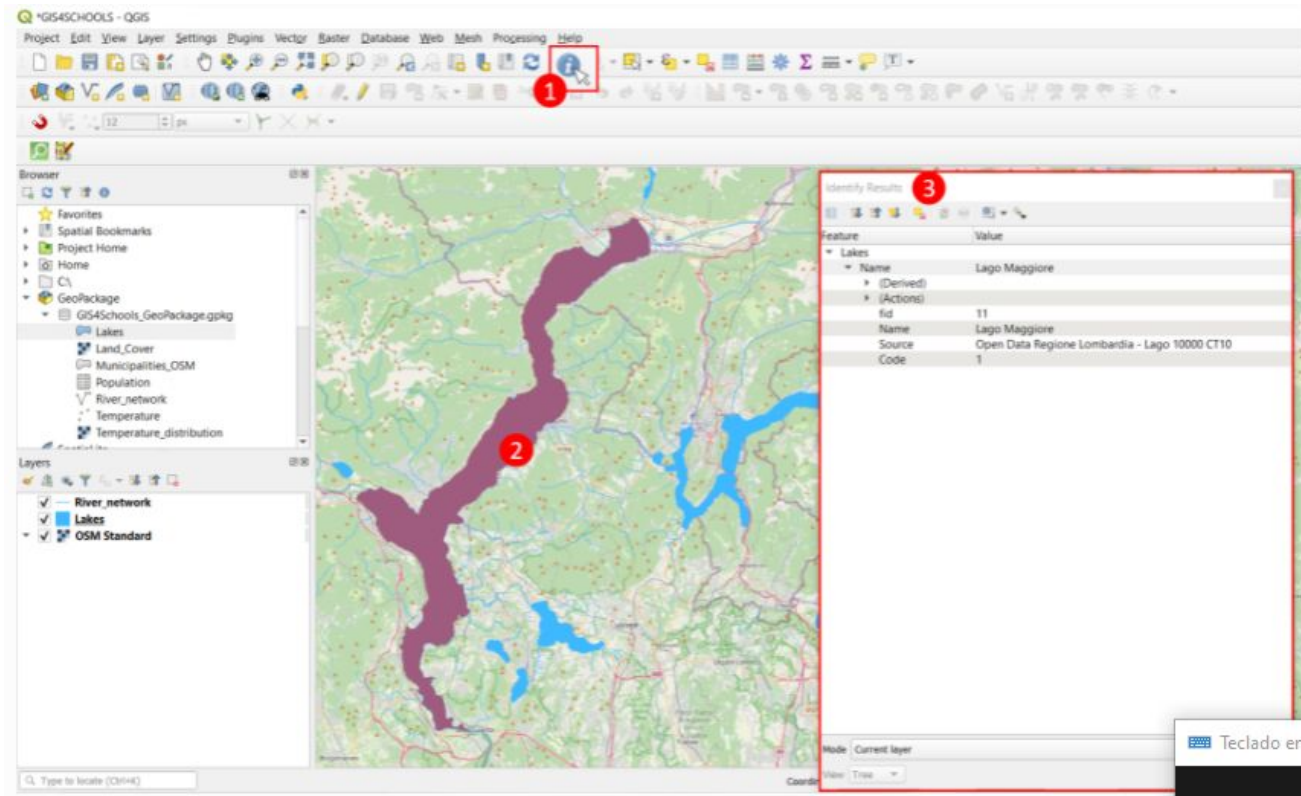 *GIS4SCHOOLS - QGIS
Project Edit View Layer Settings Plugins Vector Raster Database Web Mesh Processing Help
1
12 px
Browser
Favorites
Spatial Bookmarks
Project Home
Home
C:\
GeoPackage
GIS4Schools_GeoPackage.gpkg
Lakes
Land_Cover
Municipalities_OSM
Population
River_network
Temperature
Temperature_distribution
Layers
River_network
Lakes
OSM Standard
2
Identify Results 3
Feature Value
Lakes
Name Lago Maggiore
(Derived)
(Actions)
fid 11
Name Lago Maggiore
Source Open Data Regione Lombardia - Lago 10000 CT10
Code 1
Mode Current layer
View Tree
Teclado en
Type to locate (Ctrl+K)